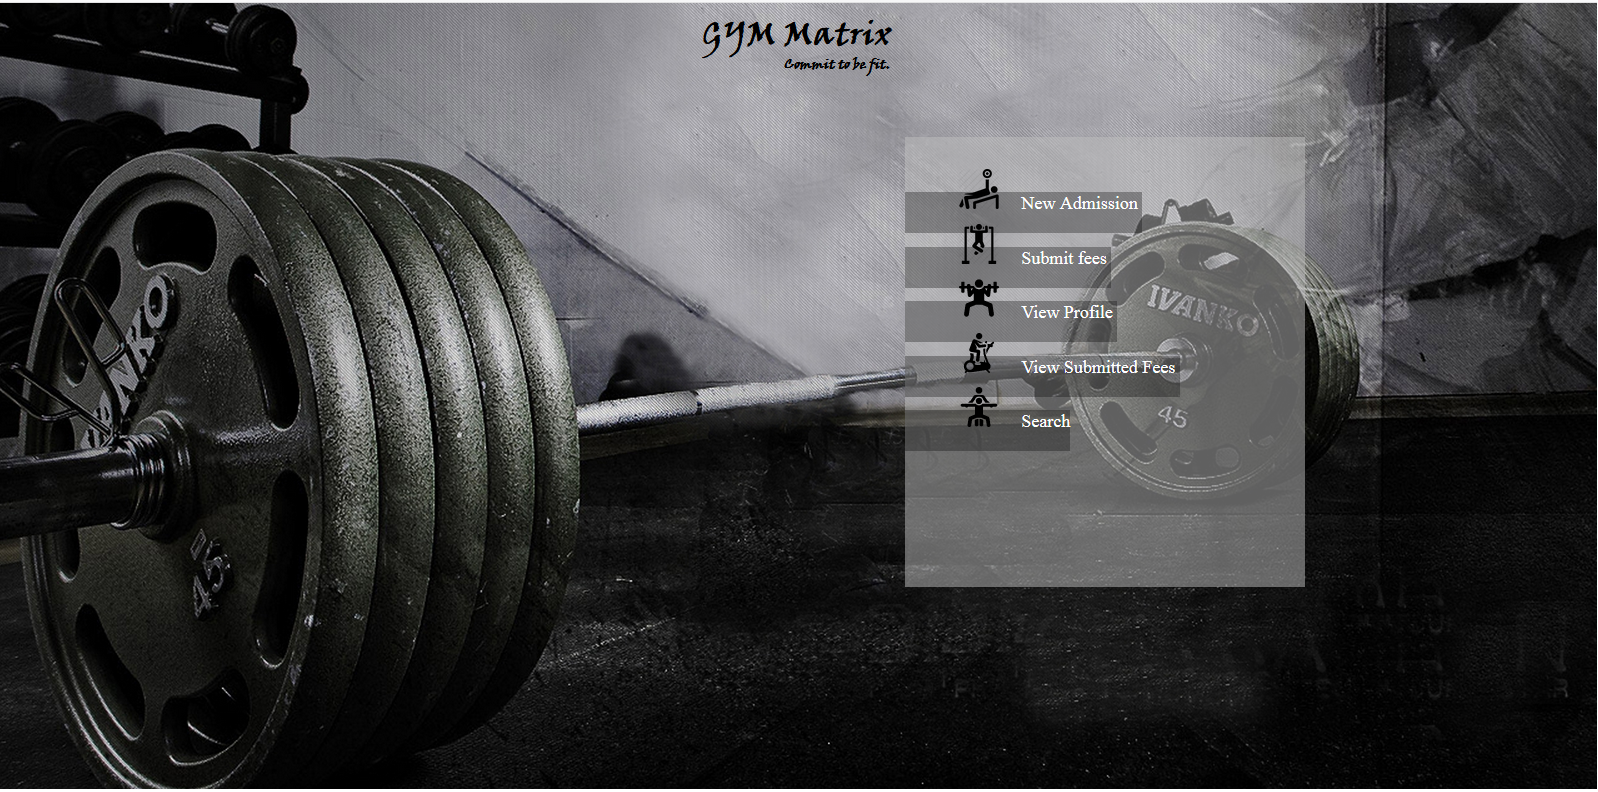 GYM Matrix
Commit to be fit.
New Admission
Submit fees
View Profile
View Submitted Fees
Search
IVANKO
45
NKO
45